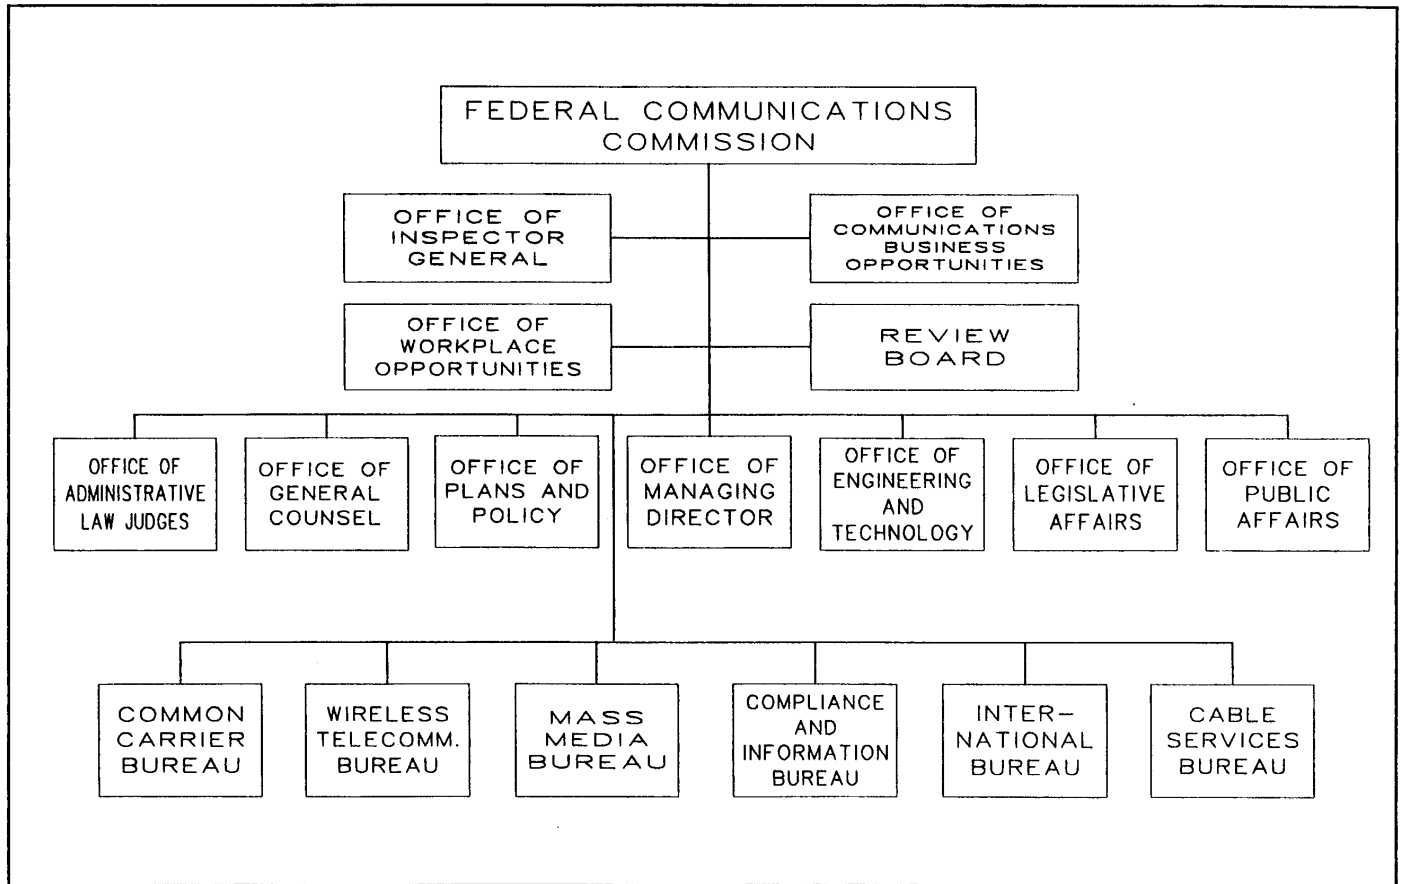 FEDERAL COMMUNICATIONS
COMMISSION
OFFICE OF
INSPECTOR
GENERAL
OFFICE OF
COMMUNICATIONS
BUSINESS
OPPORTUNITIES
OFFICE OF
WORKPLACE
OPPORTUNITIES
REVIEW
BOARD
OFFICE OF
ADMINISTRATIVE
LAW JUDGES
OFFICE OF
GENERAL
COUNSEL
OFFICE OF
PLANS AND
POLICY
OFFICE OF
MANAGING
DIRECTOR
OFFICE OF
ENGINEERING
AND
TECHNOLOGY
OFFICE OF
LEGISLATIVE
AFFAIRS
OFFICE OF
PUBLIC
AFFAIRS
COMMON
CARRIER
BUREAU
WIRELESS
TELECOMM.
BUREAU
MASS
MEDIA
BUREAU
COMPLIANCE
AND
INFORMATION
BUREAU
INTER-
NATIONAL
BUREAU
CABLE
SERVICES
BUREAU